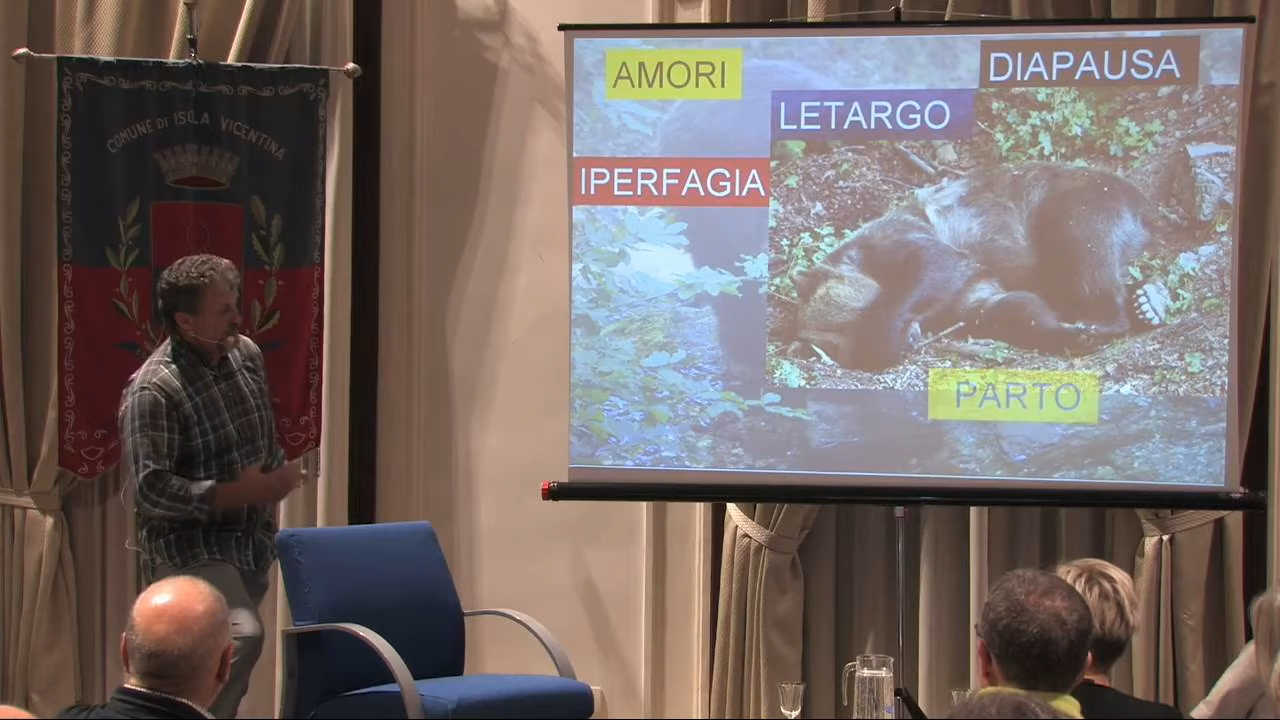 COMUNE DI ISOLA VICENTINA
AMORI
DIAPAUSA
LETARGO
IPERFAGIA
PARTO